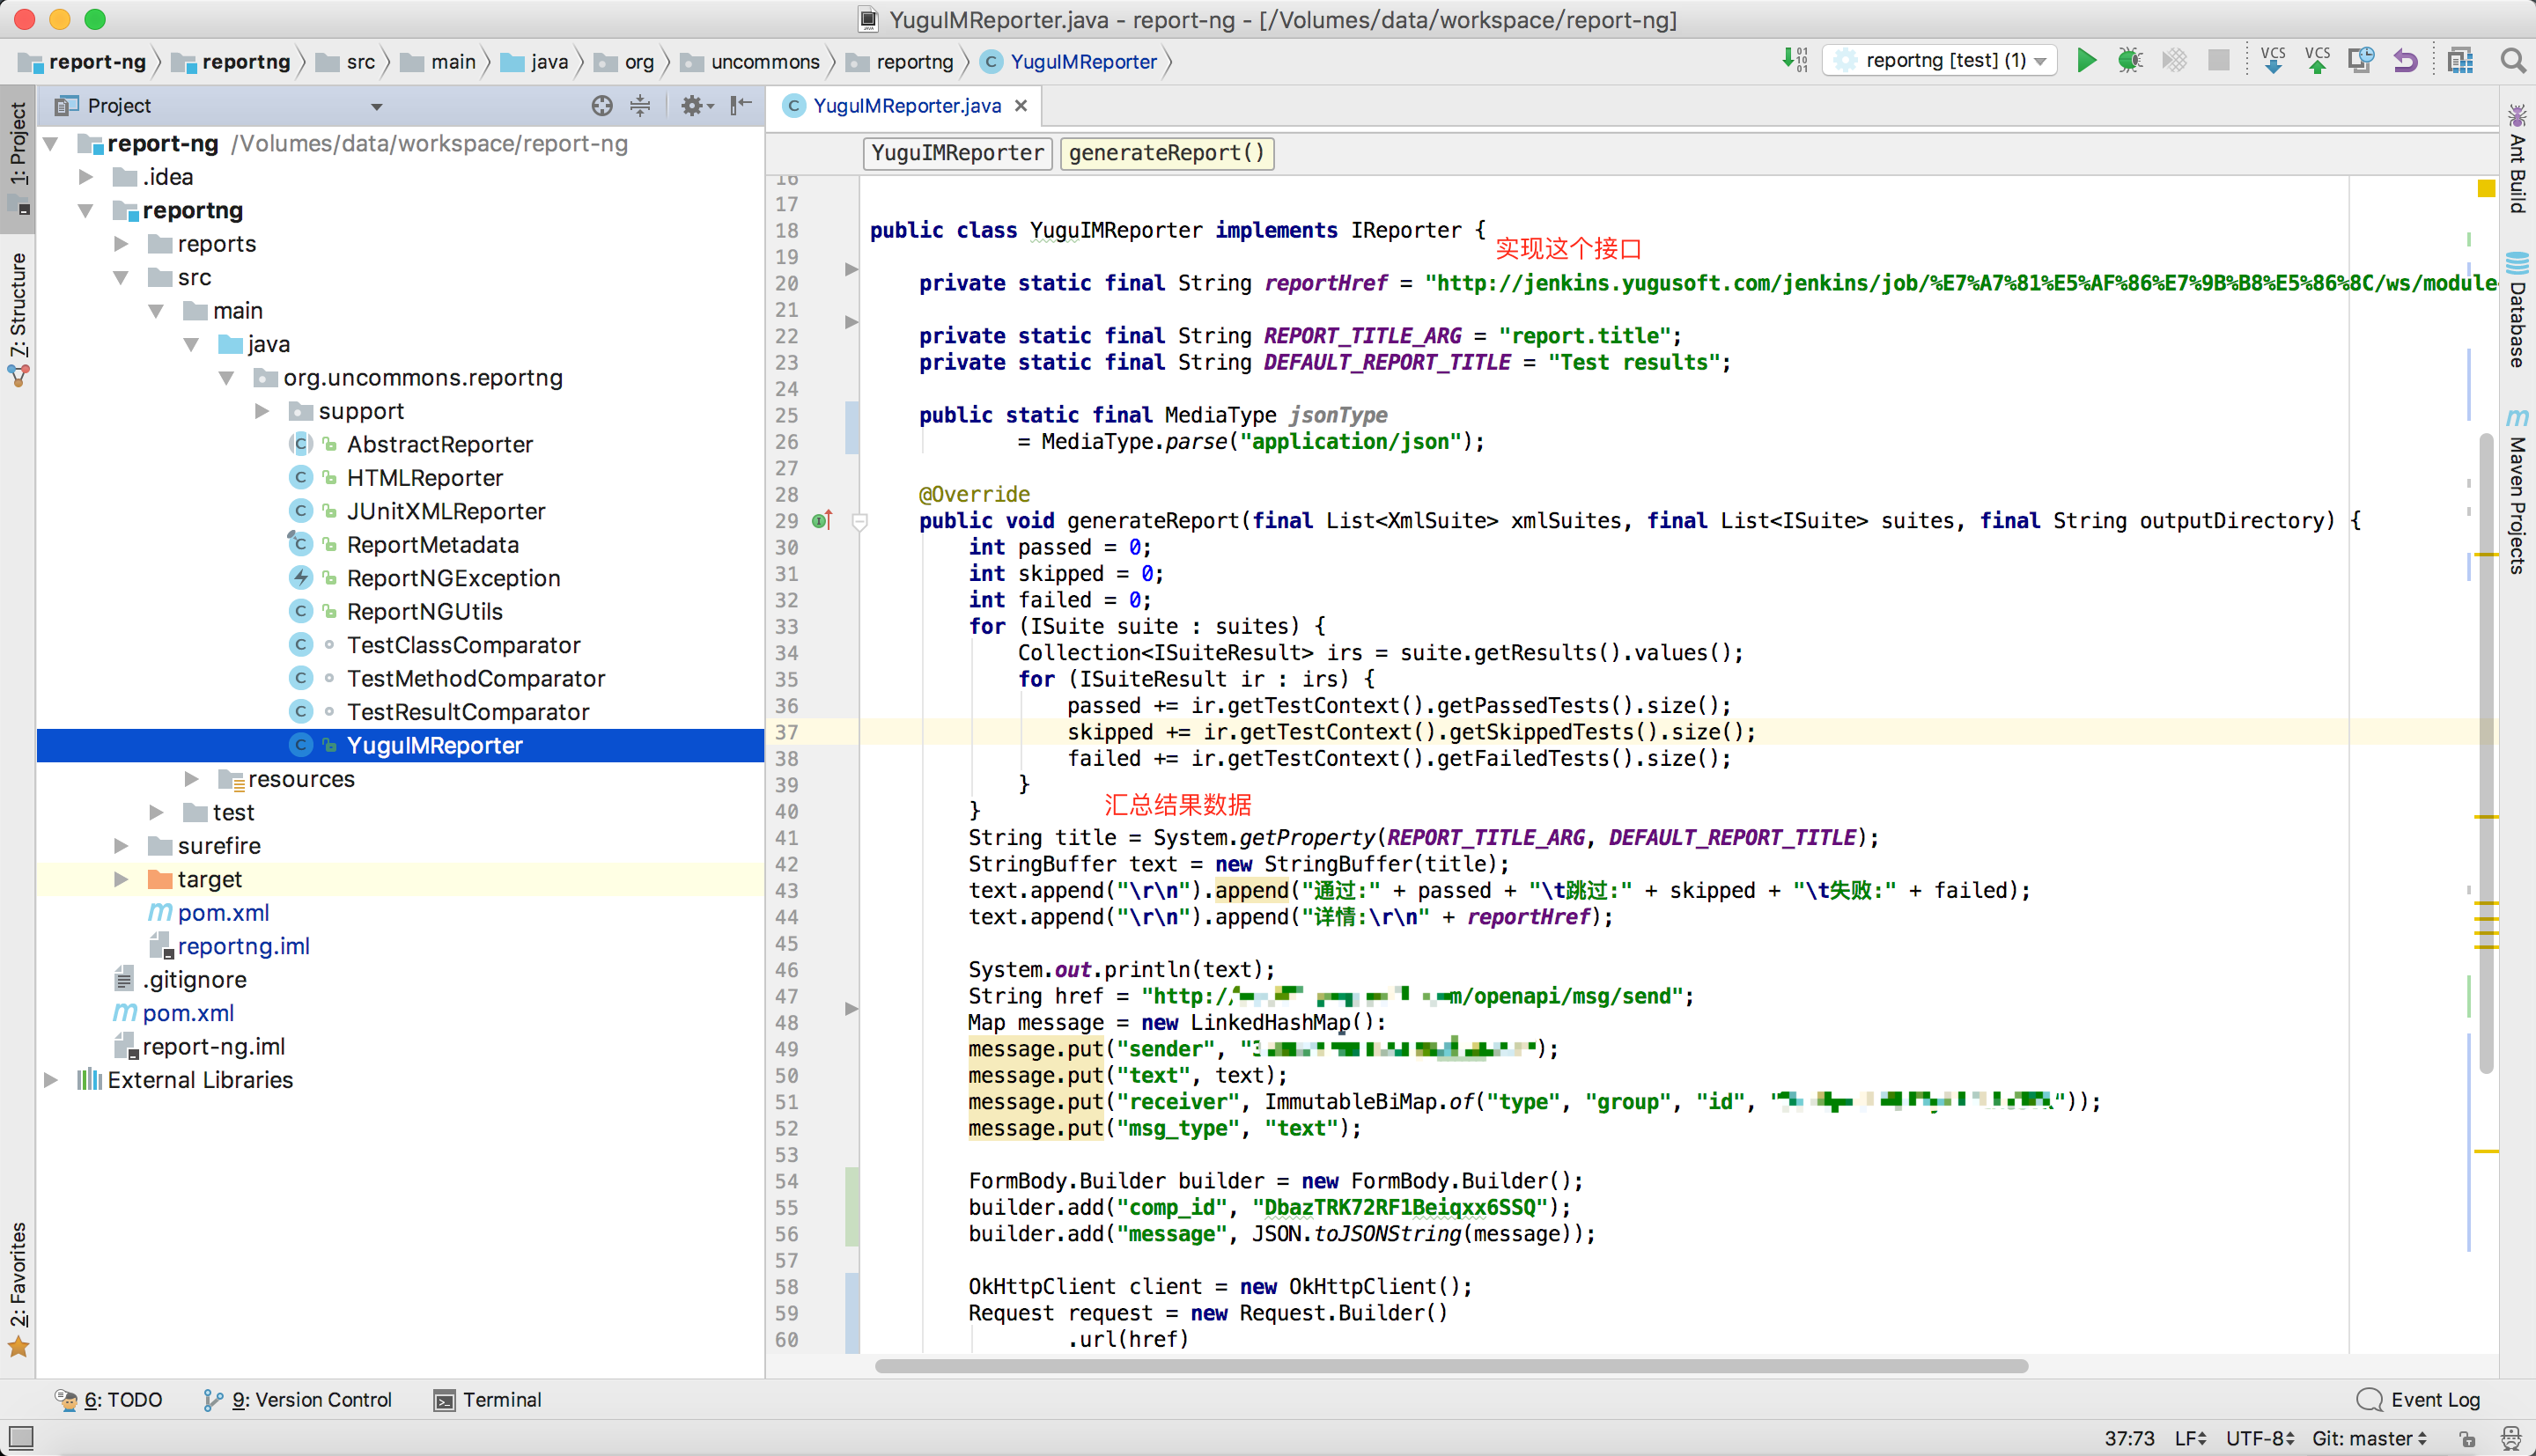 YuguIMReporter.java - report-ng - [/Volumes/data/workspace/report-ng]
report-ng reportng src main java org uncommons reportng YuguIMReporter
reportng [test] (1)
VCS VCS
Project
YuguIMReporter.java
1: Project
7: Structure
2: Favorites
report-ng /Volumes/data/workspace/report-ng
.idea
reportng
reports
src
main
java
org.uncommons.reportng
support
AbstractReporter
HTMLReporter
JUnitXMLReporter
ReportMetadata
ReportNGException
ReportNGUtils
TestClassComparator
TestMethodComparator
TestResultComparator
YuguIMReporter
resources
test
surefire
target
pom.xml
reportng.iml
.gitignore
pom.xml
report-ng.iml
External Libraries
YuguIMReporter generateReport()
16
17
18 public class YuguIMReporter implements IReporter {
实现这个接口
19
20 private static final String reportHref = "http://jenkins.yugusoft.com/jenkins/job/%E7%A7%81%E5%AF%86%E7%9B%B8%E5%86%8C/ws/module-
21
22 private static final String REPORT_TITLE_ARG = "report.title";
23 private static final String DEFAULT_REPORT_TITLE = "Test results";
24
25 public static final MediaType jsonType
26 = MediaType.parse("application/json");
27
28 @Override
29 public void generateReport(final List<XmlSuite> xmlSuites, final List<ISuite> suites, final String outputDirectory) {
30 int passed = 0;
31 int skipped = 0;
32 int failed = 0;
33 for (ISuite suite : suites) {
34 Collection<ISuiteResult> irs = suite.getResults().values();
35 for (ISuiteResult ir : irs) {
36 passed += ir.getTestContext().getPassedTests().size();
37 skipped += ir.getTestContext().getSkippedTests().size();
38 failed += ir.getTestContext().getFailedTests().size();
39 }
40 }
汇总结果数据
41 String title = System.getProperty(REPORT_TITLE_ARG, DEFAULT_REPORT_TITLE);
42 StringBuffer text = new StringBuffer(title);
43 text.append("\r\n").append("通过:" + passed + "\t跳过:" + skipped + "\t失败:" + failed);
44 text.append("\r\n").append("详情:\r\n" + reportHref);
45
46 System.out.println(text);
47 String href = "http:/ m/openapi/msg/send";
48 Map message = new LinkedHashMap();
49 message.put("sender", " );
50 message.put("text", text);
51 message.put("receiver", ImmutableBiMap.of("type", "group", "id", " "));
52 message.put("msg_type", "text");
53
54 FormBody.Builder builder = new FormBody.Builder();
55 builder.add("comp_id", "DbazTRK72RF1Beiqxx6SSQ");
56 builder.add("message", JSON.toJSONString(message));
57
58 OkHttpClient client = new OkHttpClient();
59 Request request = new Request.Builder()
60 .url(href)
Ant Build
Database
Maven Projects
6: TODO 9: Version Control Terminal Event Log
37:73 LF UTF-8 Git: master